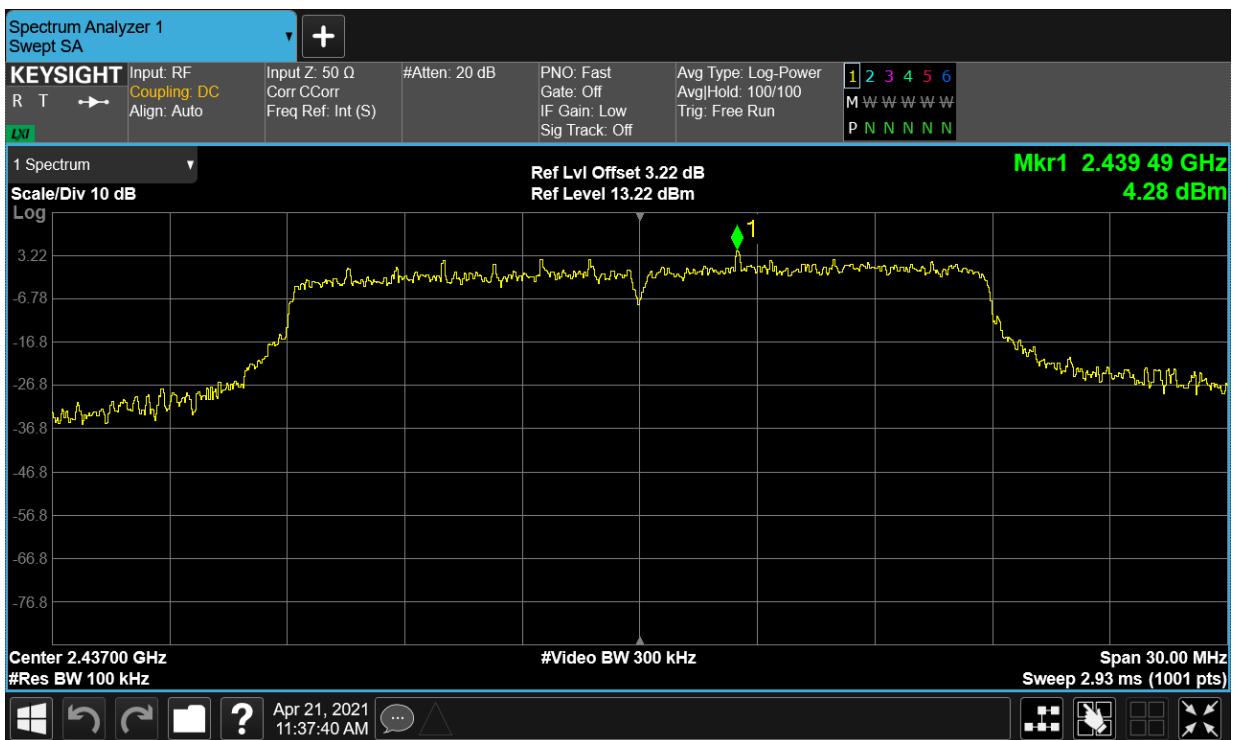 Spectrum Analyzer 1
Swept SA
+
KEYSIGHT
R T
LXI
Input: RF
Coupling: DC
Align: Auto
Input Z: 50 Ω
Corr CCorr
Freq Ref: Int (S)
#Atten: 20 dB
PNO: Fast
Gate: Off
IF Gain: Low
Sig Track: Off
Avg Type: Log-Power
Avg|Hold: 100/100
Trig: Free Run
1 2 3 4 5 6
M W W W W W
P N N N N N
1 Spectrum
Scale/Div 10 dB
Log
Ref Lvl Offset 3.22 dB
Ref Level 13.22 dBm
Mkr1 2.439 49 GHz
4.28 dBm
1
3.22
-6.78
-16.8
-26.8
-36.8
-46.8
-56.8
-66.8
-76.8
Center 2.43700 GHz
#Res BW 100 kHz
#Video BW 300 kHz
Span 30.00 MHz
Sweep 2.93 ms (1001 pts)
?
Apr 21, 2021
11:37:40 AM